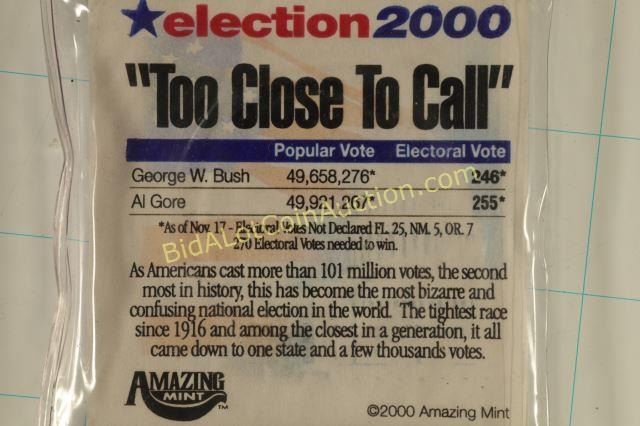 ★election2000
"Too Close To Call"
Popular Vote Electoral Vote
George W. Bush 49,658,276* 246*
Al Gore 49,921,267* 255*
*As of Nov. 17 - Electoral Votes Not Declared FL. 25, NM. 5, OR. 7
270 Electoral Votes needed to win.
BidALotCoinAuction.com
As Americans cast more than 101 million votes, the second
most in history, this has become the most bizarre and
confusing national election in the world. The tightest race
since 1916 and among the closest in a generation, it all
came down to one state and a few thousands votes.
AMAZING
MINT™
©2000 Amazing Mint